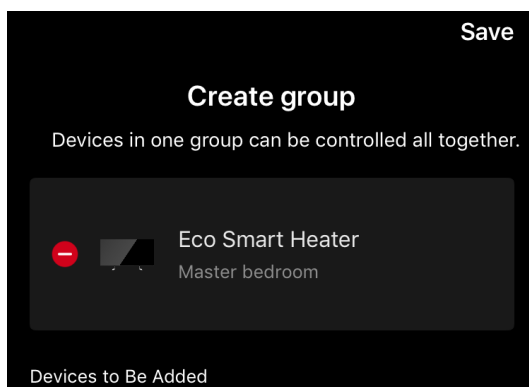 Save
Create group
Devices in one group can be controlled all together.
Eco Smart Heater
Master bedroom
Devices to Be Added